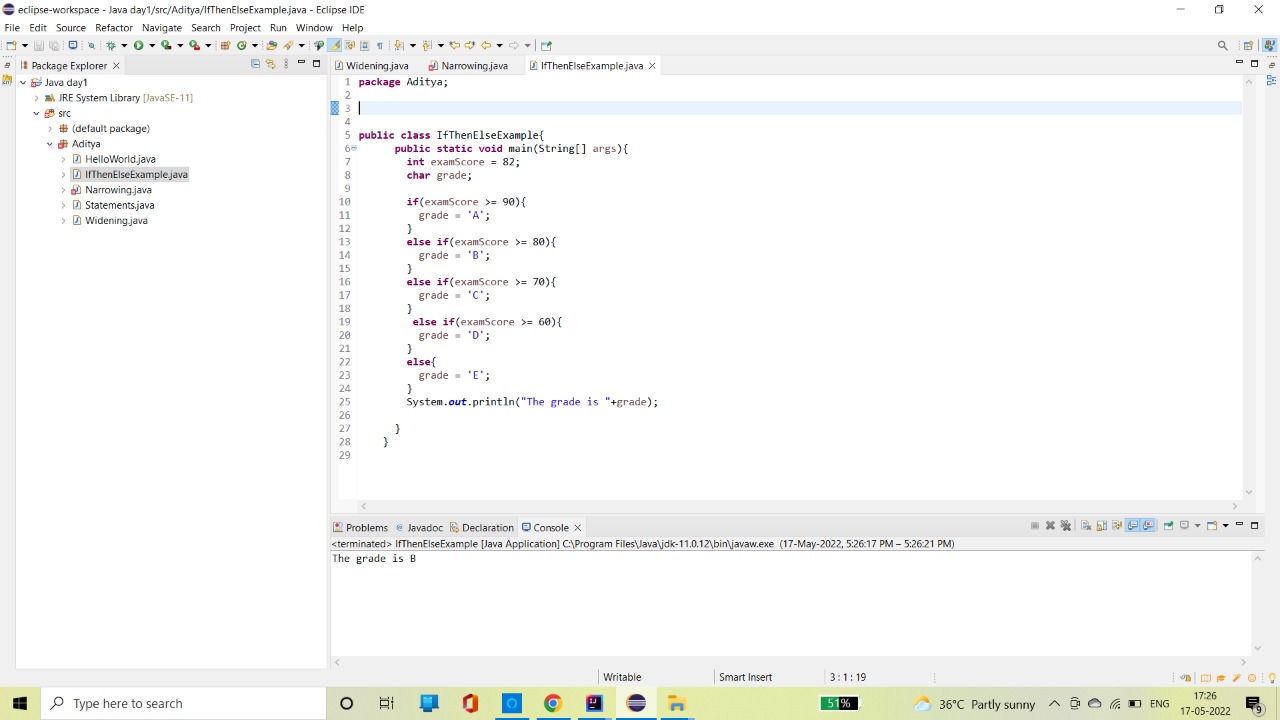 eclipse-workspace - Java day1/src/Aditya/IfThenElseExample.java - Eclipse IDE
File Edit Source Refactor Navigate Search Project Run Window Help
Package Explorer
Java day1
JRE System Library [JavaSE-11]
src
(default package)
Aditya
HelloWorld.java
IfThenElseExample.java
Narrowing.java
Statements.java
Widening.java
Widening.java Narrowing.java IfThenElseExample.java
1 package Aditya;
2
3
4
5 public class IfThenElseExample{
6 public static void main(String[] args){
7 int examScore = 82;
8 char grade;
9
10 if(examScore >= 90){
11 grade = 'A';
12 }
13 else if(examScore >= 80){
14 grade = 'B';
15 }
16 else if(examScore >= 70){
17 grade = 'C';
18 }
19 else if(examScore >= 60){
20 grade = 'D';
21 }
22 else{
23 grade = 'E';
24 }
25 System.out.println("The grade is "+grade);
26
27 }
28 }
29
Problems Javadoc Declaration Console
<terminated> IfThenElseExample [Java Application] C:\Program Files\Java\jdk-11.0.12\bin\javaw.exe (17-May-2022, 5:26:17 PM – 5:26:21 PM)
The grade is B
Writable Smart Insert 3 : 1 : 19
Type here to search 51% 36°C Partly sunny ENG 17:26
17-05-2022 9